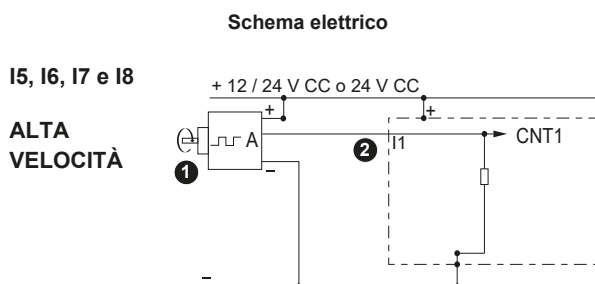 Schema elettrico
I5, I6, I7 e I8
ALTA
VELOCITÀ
+ 12 / 24 V CC o 24 V CC
+
+
A
I1
CNT1
1
2
−
−